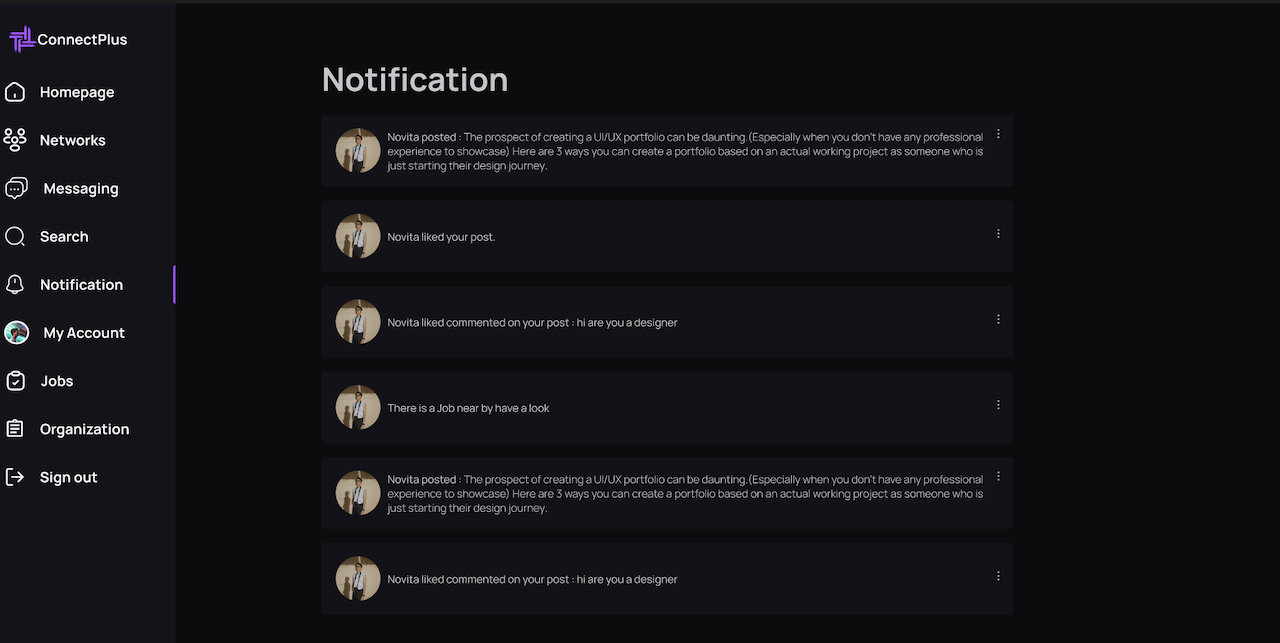 ConnectPlus
Homepage
Networks
Messaging
Search
Notification
My Account
Jobs
Organization
Sign out
Notification
Novita posted : The prospect of creating a UI/UX portfolio can be daunting.(Especially when you don't have any professional
experience to showcase) Here are 3 ways you can create a portfolio based on an actual working project as someone who is
just starting their design journey.
Novita liked your post.
Novita liked commented on your post : hi are you a designer
There is a Job near by have a look
Novita posted : The prospect of creating a UI/UX portfolio can be daunting.(Especially when you don't have any professional
experience to showcase) Here are 3 ways you can create a portfolio based on an actual working project as someone who is
just starting their design journey.
Novita liked commented on your post : hi are you a designer